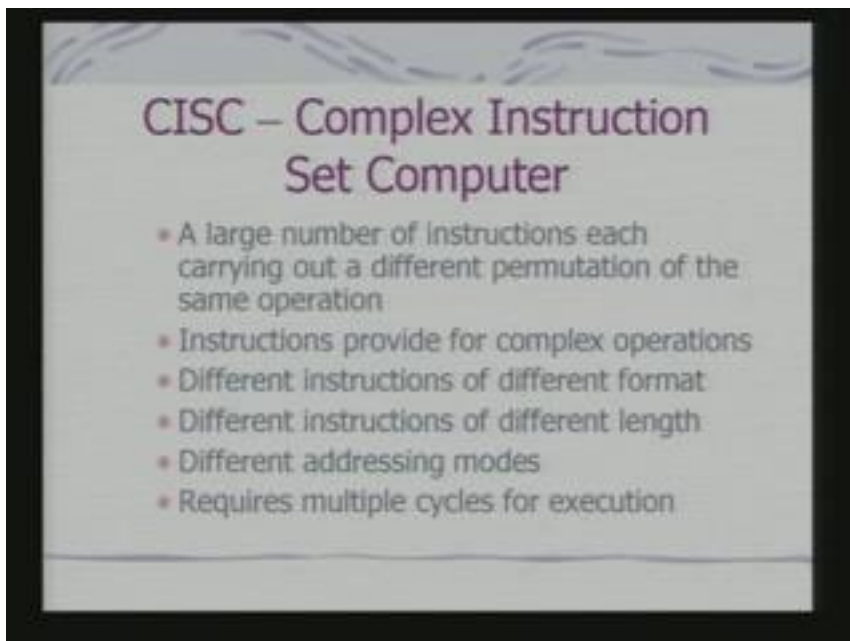 CISC – Complex Instruction
Set Computer
• A large number of instructions each
carrying out a different permutation of the
same operation
• Instructions provide for complex operations
• Different instructions of different format
• Different instructions of different length
• Different addressing modes
• Requires multiple cycles for execution